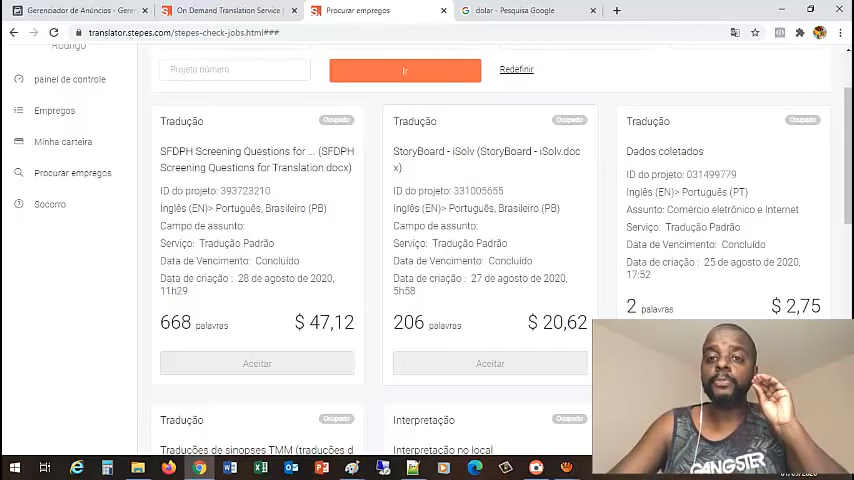 Gerenciador de Anúncios - Geren
On Demand Translation Service |
Procurar empregos
dolar - Pesquisa Google
translator.stepes.com/stepes-check-jobs.html###
Rodrigo
painel de controle
Empregos
Minha carteira
Procurar empregos
Socorro
Projeto número
Ir
Redefinir
Tradução
Ocupado
SFDPH Screening Questions for ... (SFDPH
Screening Questions for Translation.docx)
ID do projeto: 393723210
Inglês (EN)> Português, Brasileiro (PB)
Campo de assunto:
Serviço: Tradução Padrão
Data de Vencimento: Concluído
Data de criação : 28 de agosto de 2020,
11h29
668 palavras
$ 47,12
Aceitar
Tradução
Ocupado
StoryBoard - iSolv (StoryBoard - iSolv.doc
x)
ID do projeto: 331005655
Inglês (EN)> Português, Brasileiro (PB)
Campo de assunto:
Serviço: Tradução Padrão
Data de Vencimento: Concluído
Data de criação : 27 de agosto de 2020,
5h58
206 palavras
$ 20,62
Aceitar
Tradução
Ocupado
Dados coletados
ID do projeto: 031499779
Inglês (EN)> Português (PT)
Assunto: Comércio eletrônico e Internet
Serviço: Tradução Padrão
Data de Vencimento: Concluído
Data de criação : 25 de agosto de 2020,
17:52
2 palavras
$ 2,75
Tradução
Ocupado
Traduções de sinopses TMM (traduções d
Interpretação
Ocupado
Interpretação no local
GANGSTER